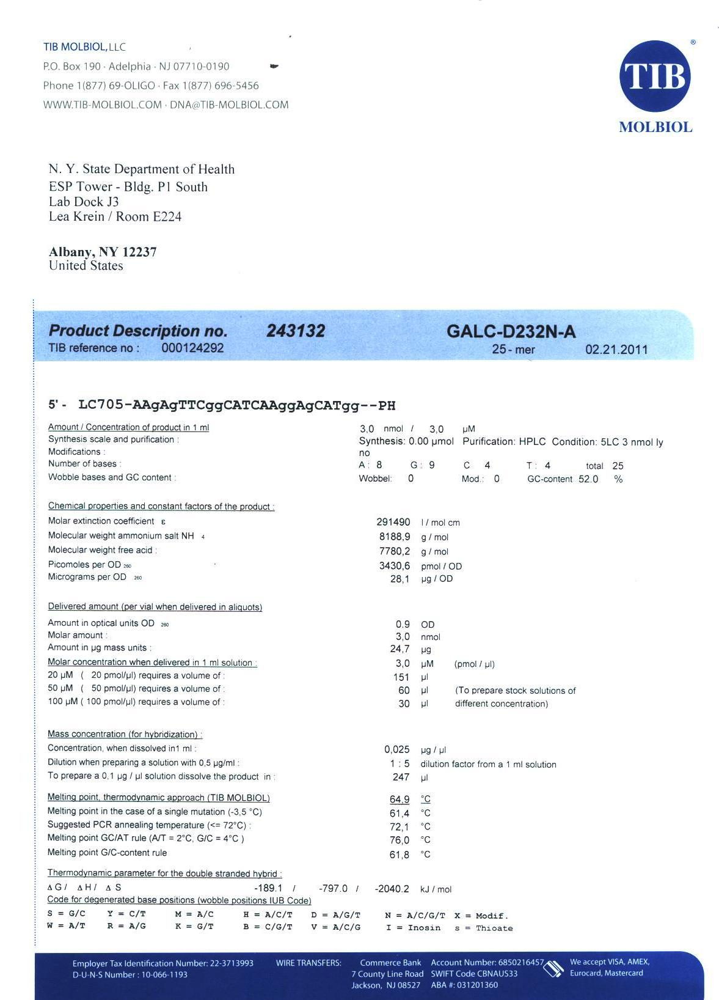 TIB MOLBIOL, LLC
P.O. Box 190 · Adelphia · NJ 07710-0190
Phone 1(877) 69-OLIGO · Fax 1(877) 696-5456
WWW.TIB-MOLBIOL.COM · DNA@TIB-MOLBIOL.COM
TIB ®
MOLBIOL
N. Y. State Department of Health
ESP Tower - Bldg. P1 South
Lab Dock J3
Lea Krein / Room E224
Albany, NY 12237
United States
Product Description no. 243132 GALC-D232N-A
TIB reference no : 000124292 25 - mer 02.21.2011
5' - LC705-AAgAgTTCggCATCAAggAgCATgg--PH
Amount / Concentration of product in 1 ml 3,0 nmol / 3,0 µM
Synthesis scale and purification : Synthesis: 0.00 µmol Purification: HPLC Condition: 5LC 3 nmol ly
Modifications : no
Number of bases : A : 8 G : 9 C 4 T : 4 total 25
Wobble bases and GC content : Wobbel: 0 Mod.: 0 GC-content 52.0 %
Chemical properties and constant factors of the product :
Molar extinction coefficient ε 291490 l / mol cm
Molecular weight ammonium salt NH 4 8188,9 g / mol
Molecular weight free acid : 7780,2 g / mol
Picomoles per OD 260 3430,6 pmol / OD
Micrograms per OD 260 28,1 µg / OD
Delivered amount (per vial when delivered in aliquots)
Amount in optical units OD 260 0.9 OD
Molar amount : 3,0 nmol
Amount in µg mass units : 24,7 µg
Molar concentration when delivered in 1 ml solution : 3,0 µM (pmol / µl)
20 µM ( 20 pmol/µl) requires a volume of : 151 µl
50 µM ( 50 pmol/µl) requires a volume of : 60 µl (To prepare stock solutions of
100 µM ( 100 pmol/µl) requires a volume of : 30 µl different concentration)
Mass concentration (for hybridization) :
Concentration, when dissolved in1 ml : 0,025 µg / µl
Dilution when preparing a solution with 0,5 µg/ml : 1 : 5 dilution factor from a 1 ml solution
To prepare a 0,1 µg / µl solution dissolve the product in : 247 µl
Melting point, thermodynamic approach (TIB MOLBIOL) 64,9 °C
Melting point in the case of a single mutation (-3,5 °C) 61,4 °C
Suggested PCR annealing temperature (<= 72°C) : 72,1 °C
Melting point GC/AT rule (A/T = 2°C, G/C = 4°C ) 76,0 °C
Melting point G/C-content rule 61,8 °C
Thermodynamic parameter for the double stranded hybrid :
Δ G / Δ H / Δ S -189.1 / -797.0 / -2040.2 kJ / mol
Code for degenerated base positions (wobble positions IUB Code)
S = G/C Y = C/T M = A/C H = A/C/T D = A/G/T N = A/C/G/T X = Modif.
W = A/T R = A/G K = G/T B = C/G/T V = A/C/G I = Inosin s = Thioate
Employer Tax Identification Number: 22-3713993 WIRE TRANSFERS: Commerce Bank Account Number: 6850216457 We accept VISA, AMEX,
D-U-N-S Number : 10-066-1193 7 County Line Road SWIFT Code CBNAUS33 Eurocard, Mastercard
Jackson, NJ 08527 ABA #: 031201360